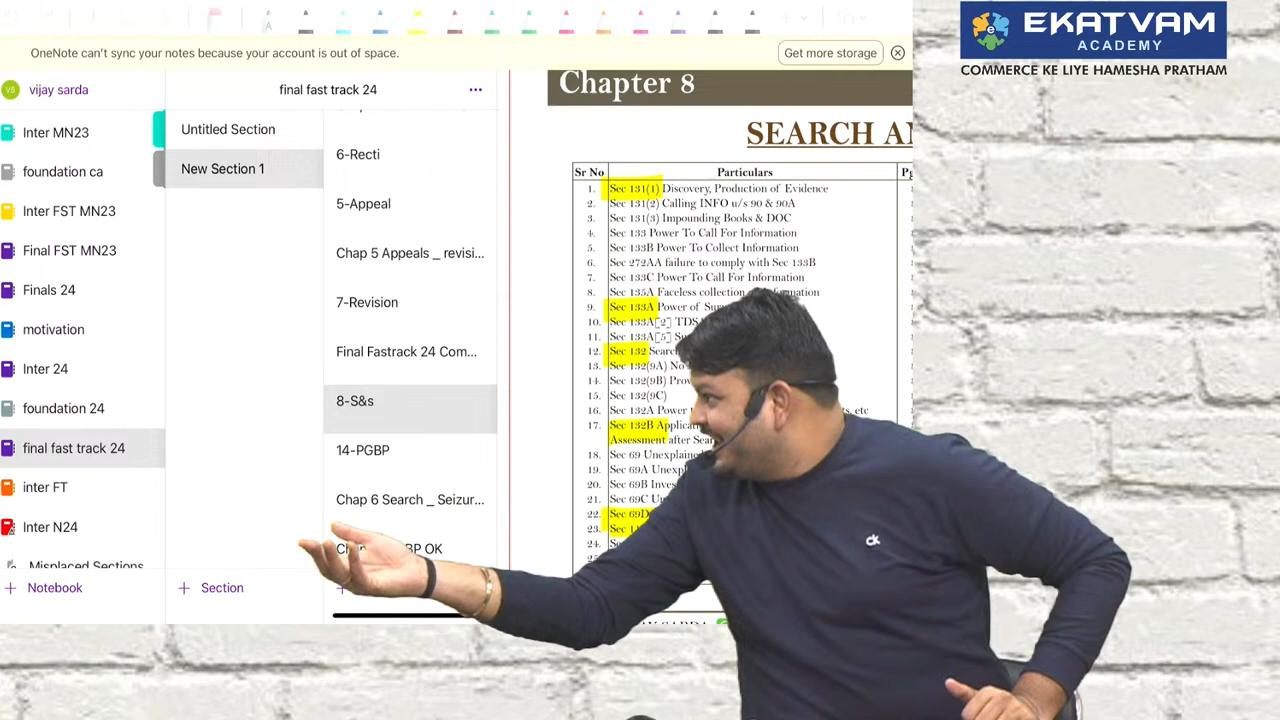 OneNote can't sync your notes because your account is out of space.
Get more storage
VS
vijay sarda
Inter MN23
foundation ca
Inter FST MN23
Final FST MN23
Finals 24
motivation
Inter 24
foundation 24
final fast track 24
inter FT
Inter N24
Misplaced Sections
+ Notebook
final fast track 24
Untitled Section
New Section 1
+ Section
6-Recti
5-Appeal
Chap 5 Appeals _ revisi...
7-Revision
Final Fastrack 24 Com...
8-S&s
14-PGBP
Chap 6 Search _ Seizur...
OK
Chapter 8
SEARCH
Sr No Particulars
1. Sec 131(1) Discovery, Production of Evidence
2. Sec 131(2) Calling INFO u/s 90 & 90A
3. Sec 131(3) Impounding Books & DOC
4. Sec 133 Power To Call For Information
5. Sec 133B Power To Collect Information
6. Sec 272AA failure to comply with Sec 133B
7. Sec 133C Power To Call For Information
8. Sec 135A Faceless collection
9. Sec 133A Power of
10. Sec 133A[2]
11. Sec 133A[5]
12. Sec 132
13. Sec 132(9A)
14. Sec 132(9B)
15. Sec 132(9C)
16. Sec 132A Power etc
17. Sec 132B
Assessment after
18. Sec 69
19. Sec 69A
20. Sec 69B
21. Sec 69C
22. Sec 69D
23. Sec
24.
EKATVAM
ACADEMY
COMMERCE KE LIYE HAMESHA PRATHAM
ck